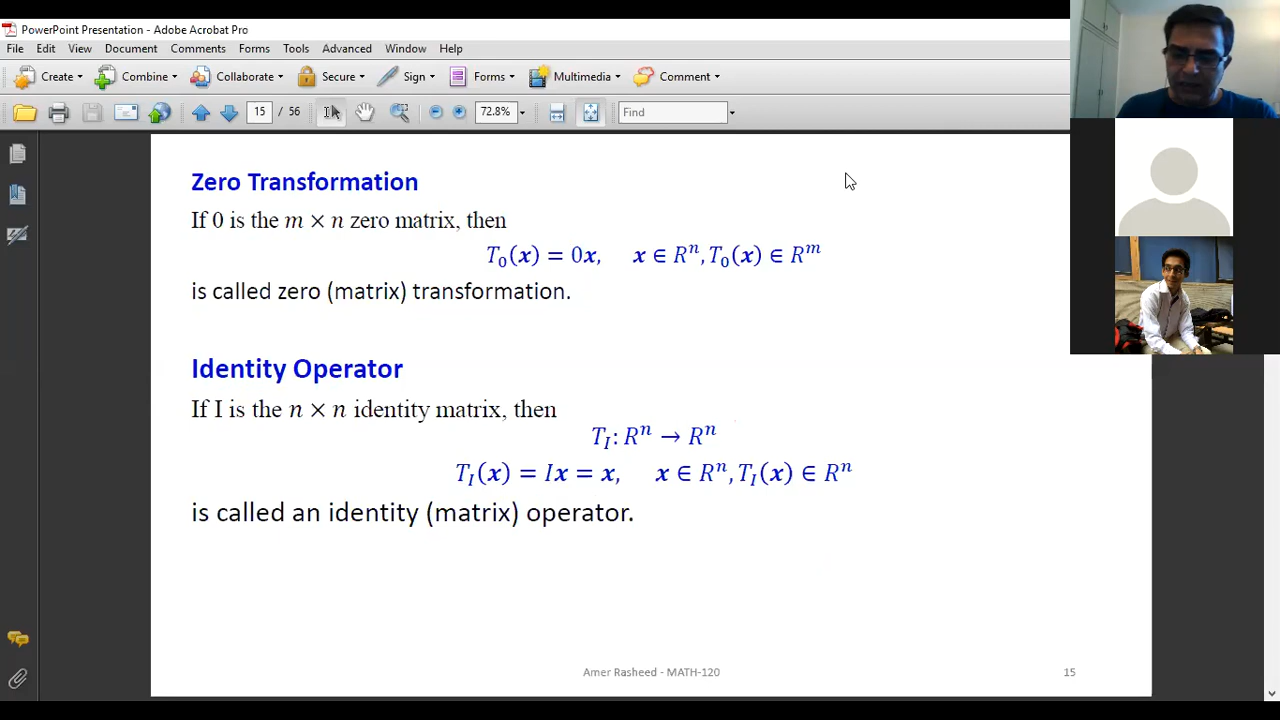 PowerPoint Presentation - Adobe Acrobat Pro
File Edit View Document Comments Forms Tools Advanced Window Help
Create Combine Collaborate Secure Sign Forms Multimedia Comment
15 / 56 72.8% Find
Zero Transformation
If 0 is the m × n zero matrix, then
T₀(x) = 0x, x ∈ Rⁿ, T₀(x) ∈ Rᵐ
is called zero (matrix) transformation.
Identity Operator
If I is the n × n identity matrix, then
T_I: Rⁿ → Rⁿ
T_I(x) = Ix = x, x ∈ Rⁿ, T_I(x) ∈ Rⁿ
is called an identity (matrix) operator.
Amer Rasheed - MATH-120 15